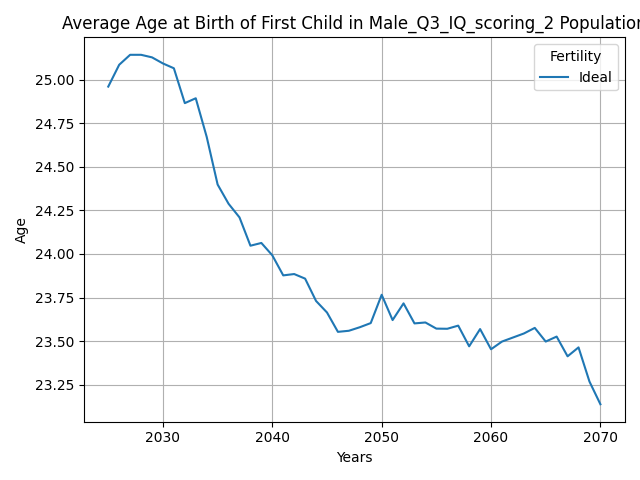 Average Age at Birth of First Child in Male_Q3_IQ_scoring_2 Population
Fertility
Ideal
25.00
24.75
24.50
24.25
24.00
23.75
23.50
23.25
Age
2030 2040 2050 2060 2070
Years